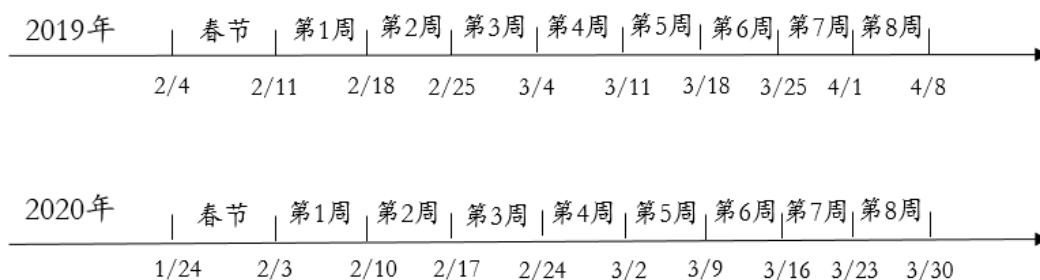 2019年 春节 第1周 第2周 第3周 第4周 第5周 第6周 第7周 第8周
2/4 2/11 2/18 2/25 3/4 3/11 3/18 3/25 4/1 4/8
2020年 春节 第1周 第2周 第3周 第4周 第5周 第6周 第7周 第8周
1/24 2/3 2/10 2/17 2/24 3/2 3/9 3/16 3/23 3/30